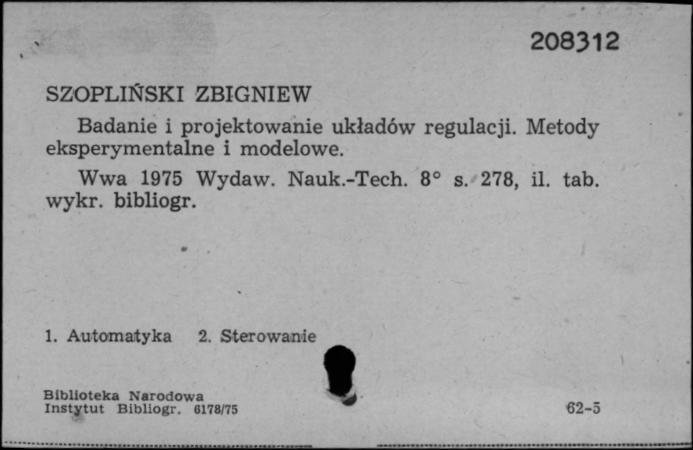 208312
SZOPLIŃSKI ZBIGNIEW
Badanie i projektowanie układów regulacji. Metody
eksperymentalne i modelowe.
Wwa 1975 Wydaw. Nauk.-Tech. 8° s. 278, il. tab.
wykr. bibliogr.
1. Automatyka 2. Sterowanie
Biblioteka Narodowa
Instytut Bibliogr. 6178/75
62-5